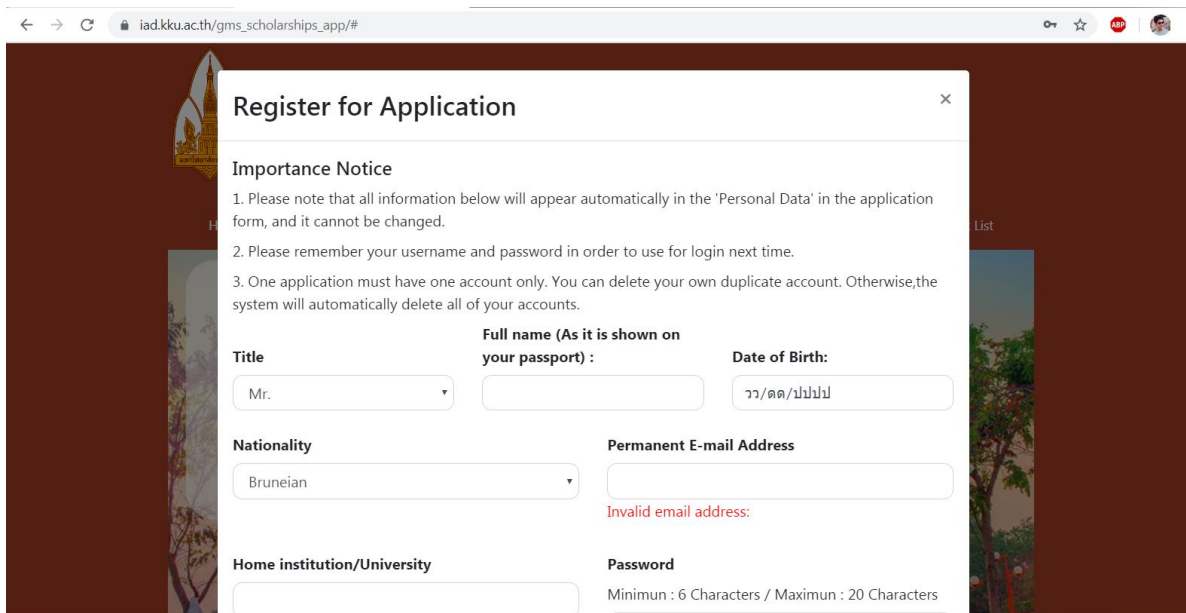 iad.kku.ac.th/gms_scholarships_app/#
ABP
Register for Application
×
Importance Notice
1. Please note that all information below will appear automatically in the 'Personal Data' in the application
form, and it cannot be changed.
H
t List
2. Please remember your username and password in order to use for login next time.
3. One application must have one account only. You can delete your own duplicate account. Otherwise,the
system will automatically delete all of your accounts.
Title
Full name (As it is shown on
your passport) :
Date of Birth:
Mr.
วว/ดด/ปปปป
Nationality
Permanent E-mail Address
Bruneian
Invalid email address:
Home institution/University
Password
Minimun : 6 Characters / Maximun : 20 Characters